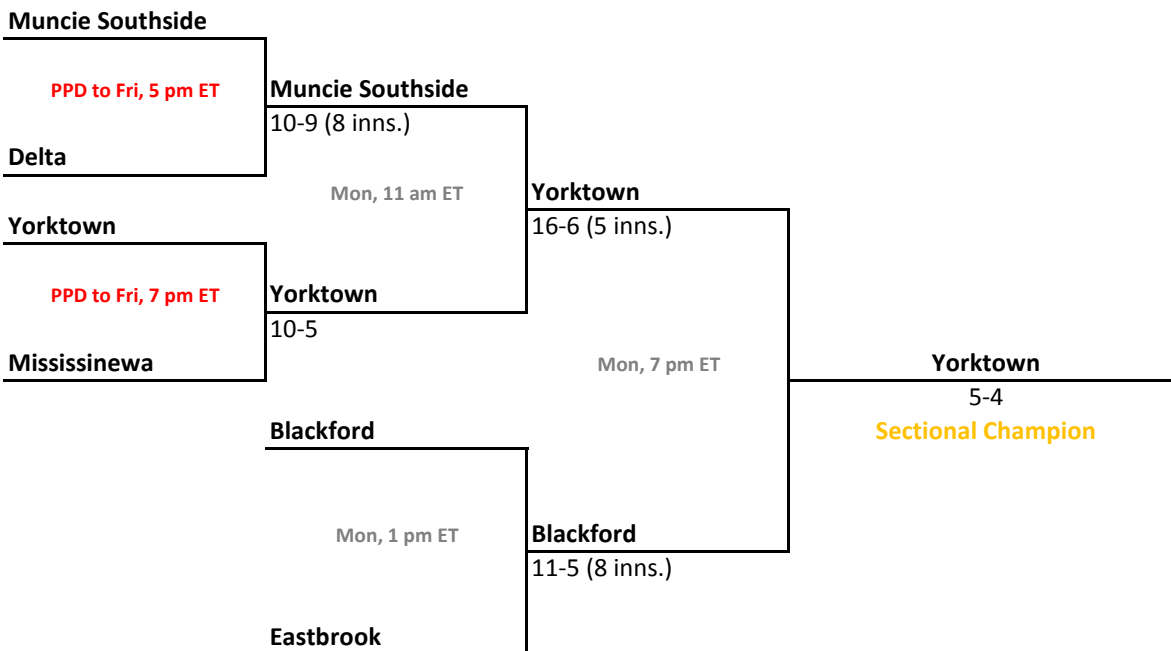 Muncie Southside
PPD to Fri, 5 pm ET
Muncie Southside
10-9 (8 inns.)
Delta
Mon, 11 am ET
Yorktown
16-6 (5 inns.)
Yorktown
PPD to Fri, 7 pm ET
Yorktown
10-5
Mississinewa
Mon, 7 pm ET
Yorktown
5-4
Sectional Champion
Blackford
Mon, 1 pm ET
Blackford
11-5 (8 inns.)
Eastbrook